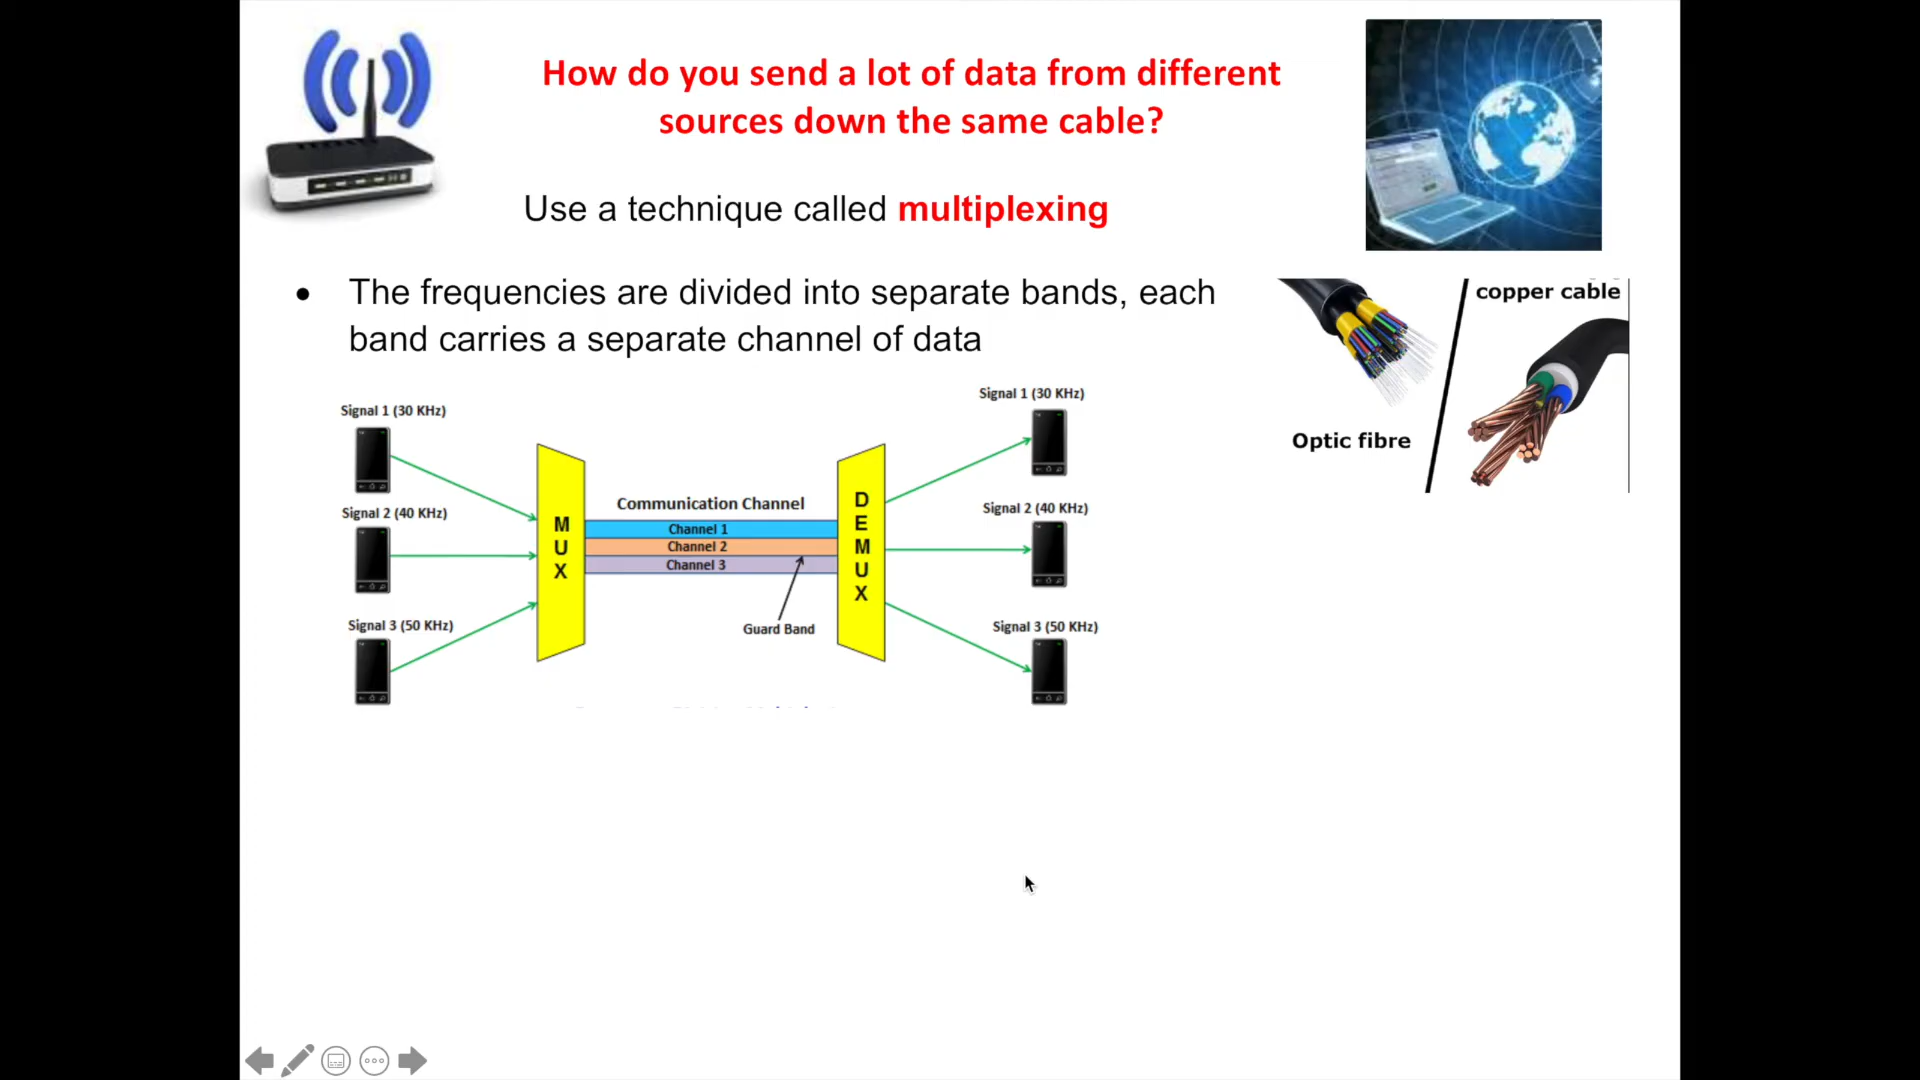 How do you send a lot of data from different
sources down the same cable?
Use a technique called multiplexing
• The frequencies are divided into separate bands, each
band carries a separate channel of data
copper cable
Optic fibre
Signal 1 (30 KHz)
Signal 2 (40 KHz)
Signal 3 (50 KHz)
MUX
Communication Channel
Channel 1
Channel 2
Channel 3
Guard Band
DEMUX
Signal 1 (30 KHz)
Signal 2 (40 KHz)
Signal 3 (50 KHz)